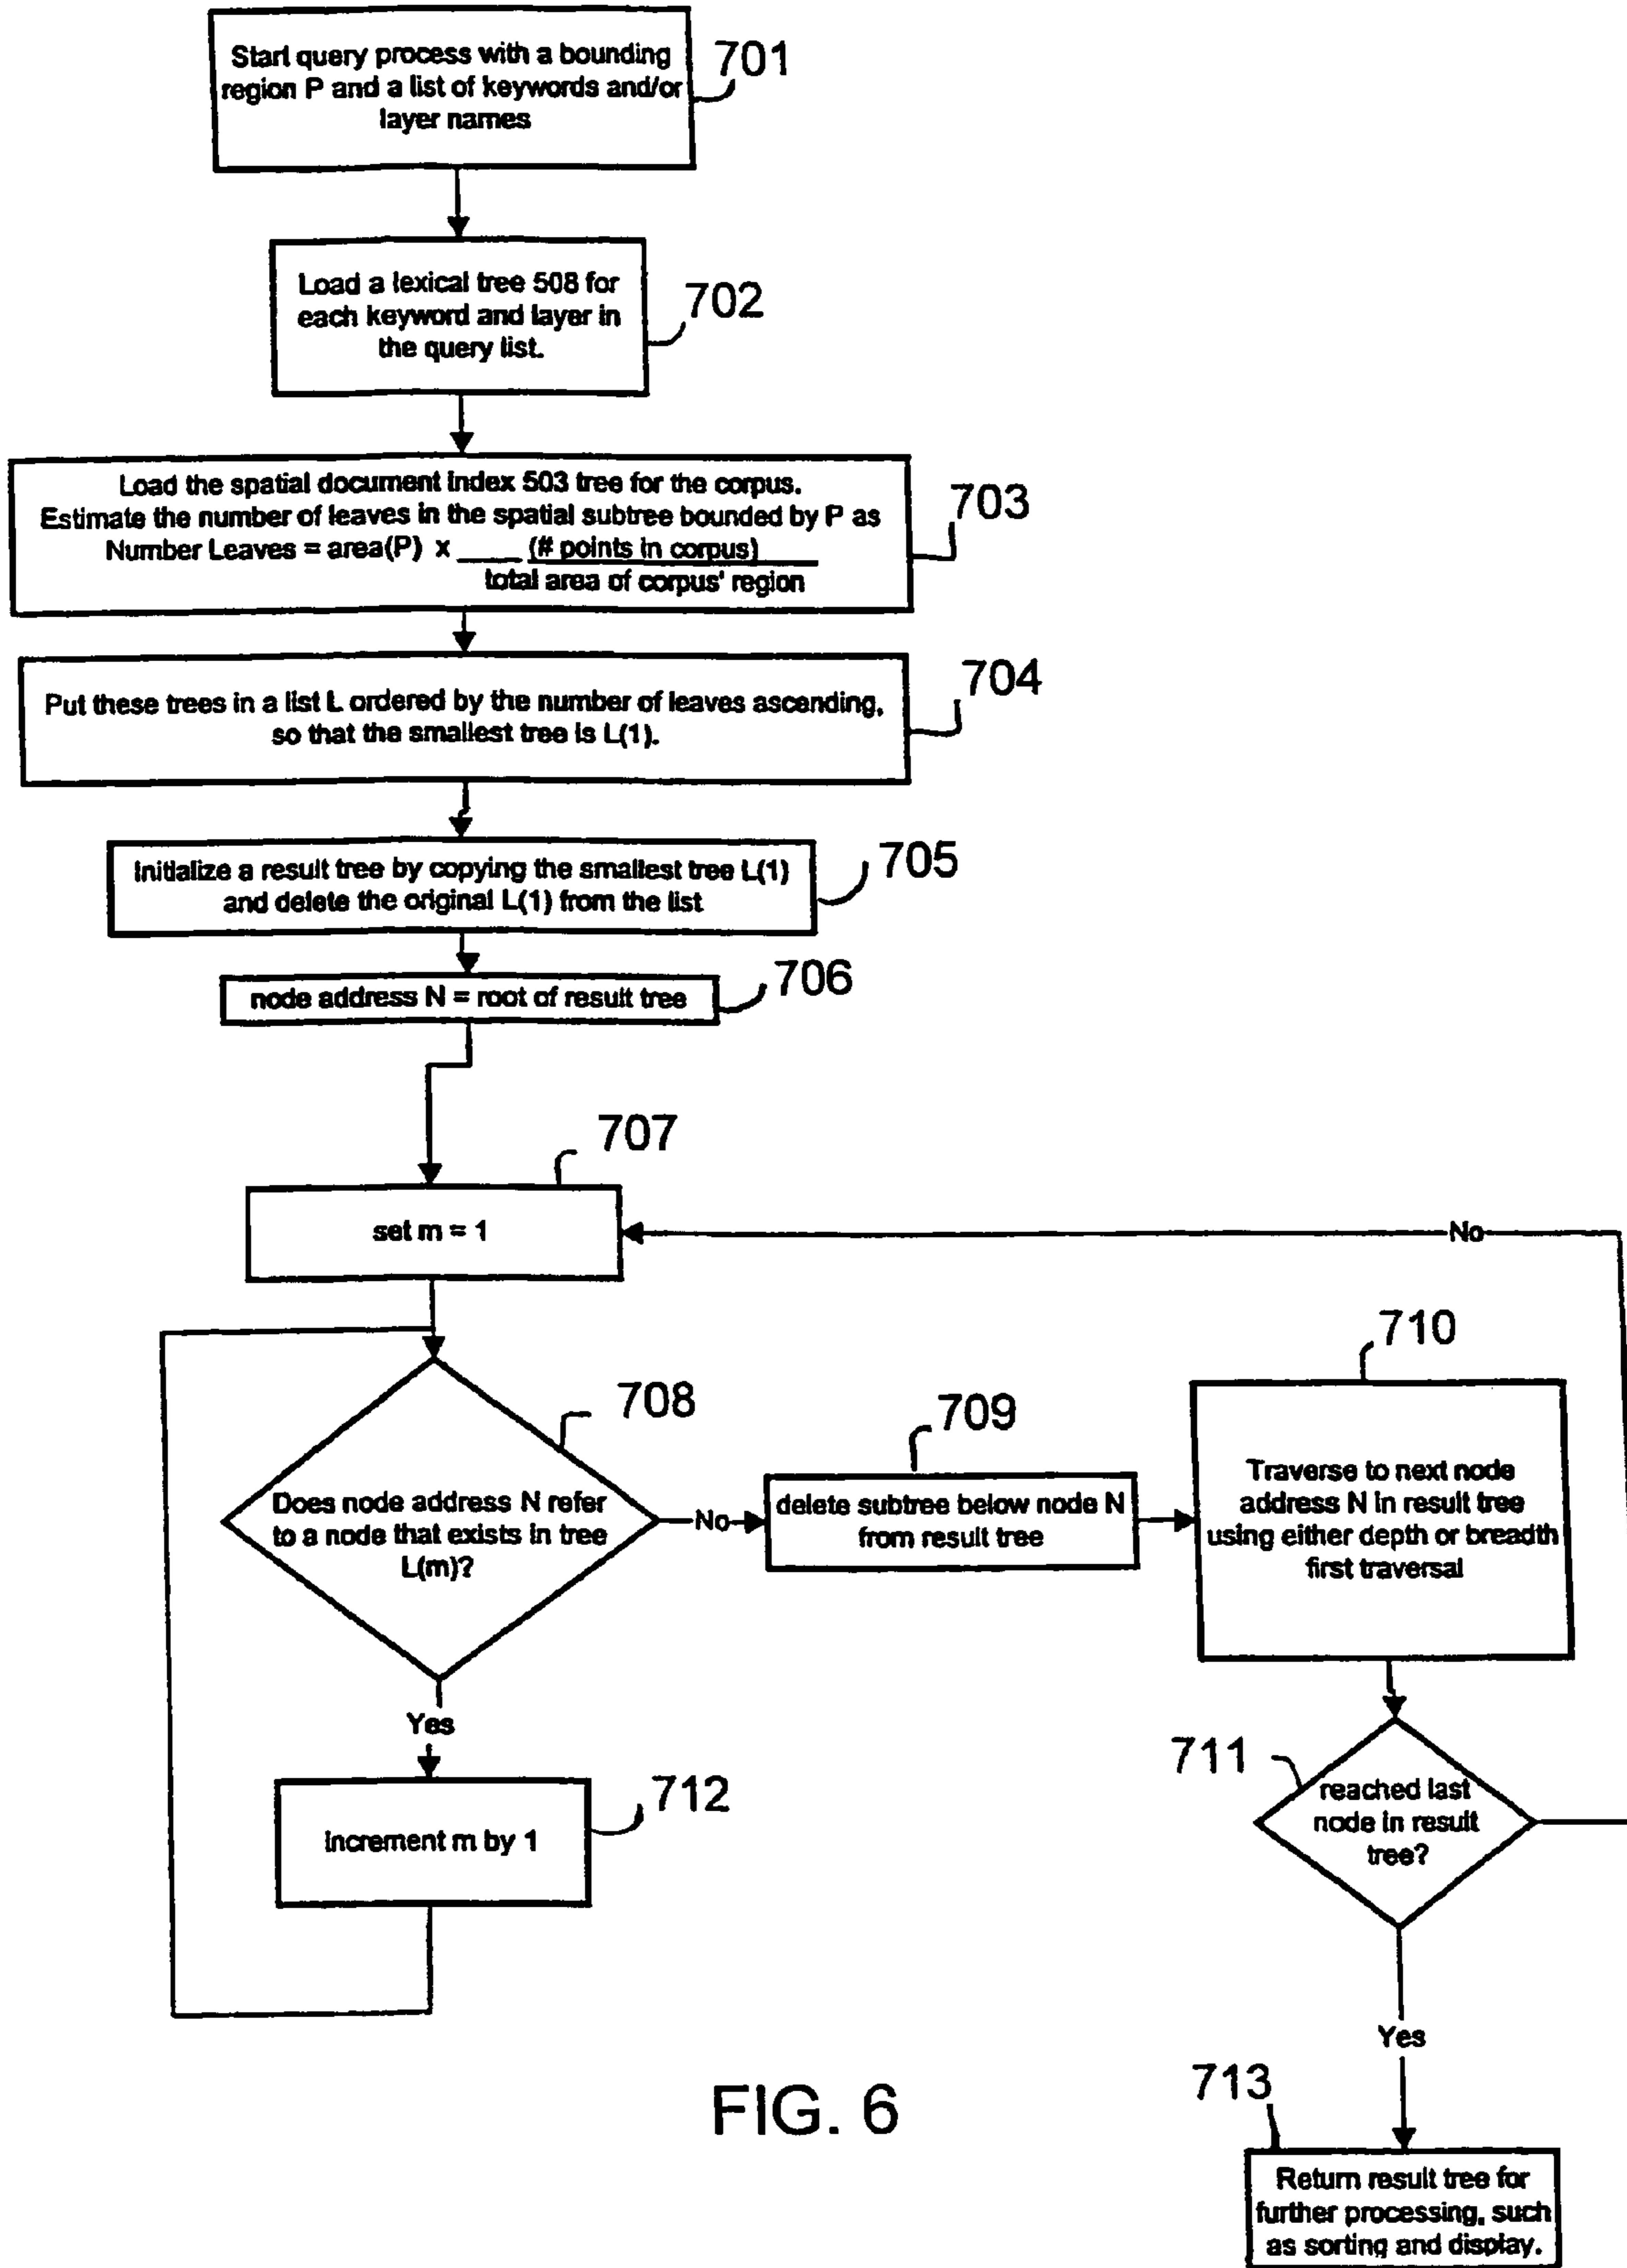 Start query process with a bounding
region P and a list of keywords and/or
layer names
701
Load a lexical tree 508 for
each keyword and layer in
the query list.
702
Load the spatial document index 503 tree for the corpus.
Estimate the number of leaves in the spatial subtree bounded by P as
Number Leaves = area(P) x ____ (# points in corpus)
total area of corpus' region
703
Put these trees in a list L ordered by the number of leaves ascending,
so that the smallest tree is L(1).
704
Initialize a result tree by copying the smallest tree L(1)
and delete the original L(1) from the list
705
node address N = root of result tree
706
707
set m = 1
No
708
Does node address N refer
to a node that exists in tree
L(m)?
No
709
delete subtree below node N
from result tree
710
Traverse to next node
address N in result tree
using either depth or breadth
first traversal
Yes
712
increment m by 1
711
reached last
node in result
tree?
Yes
713
Return result tree for
further processing, such
as sorting and display.
FIG. 6